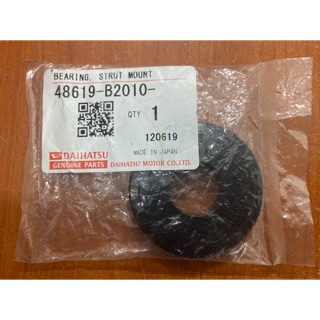 BEARING, STRUT MOUNT
48619-B2010-
QTY 1
120619
MADE IN JAPAN
DAIHATSU
GENUINE PARTS
DAIHATSU MOTOR CO.,LTD.